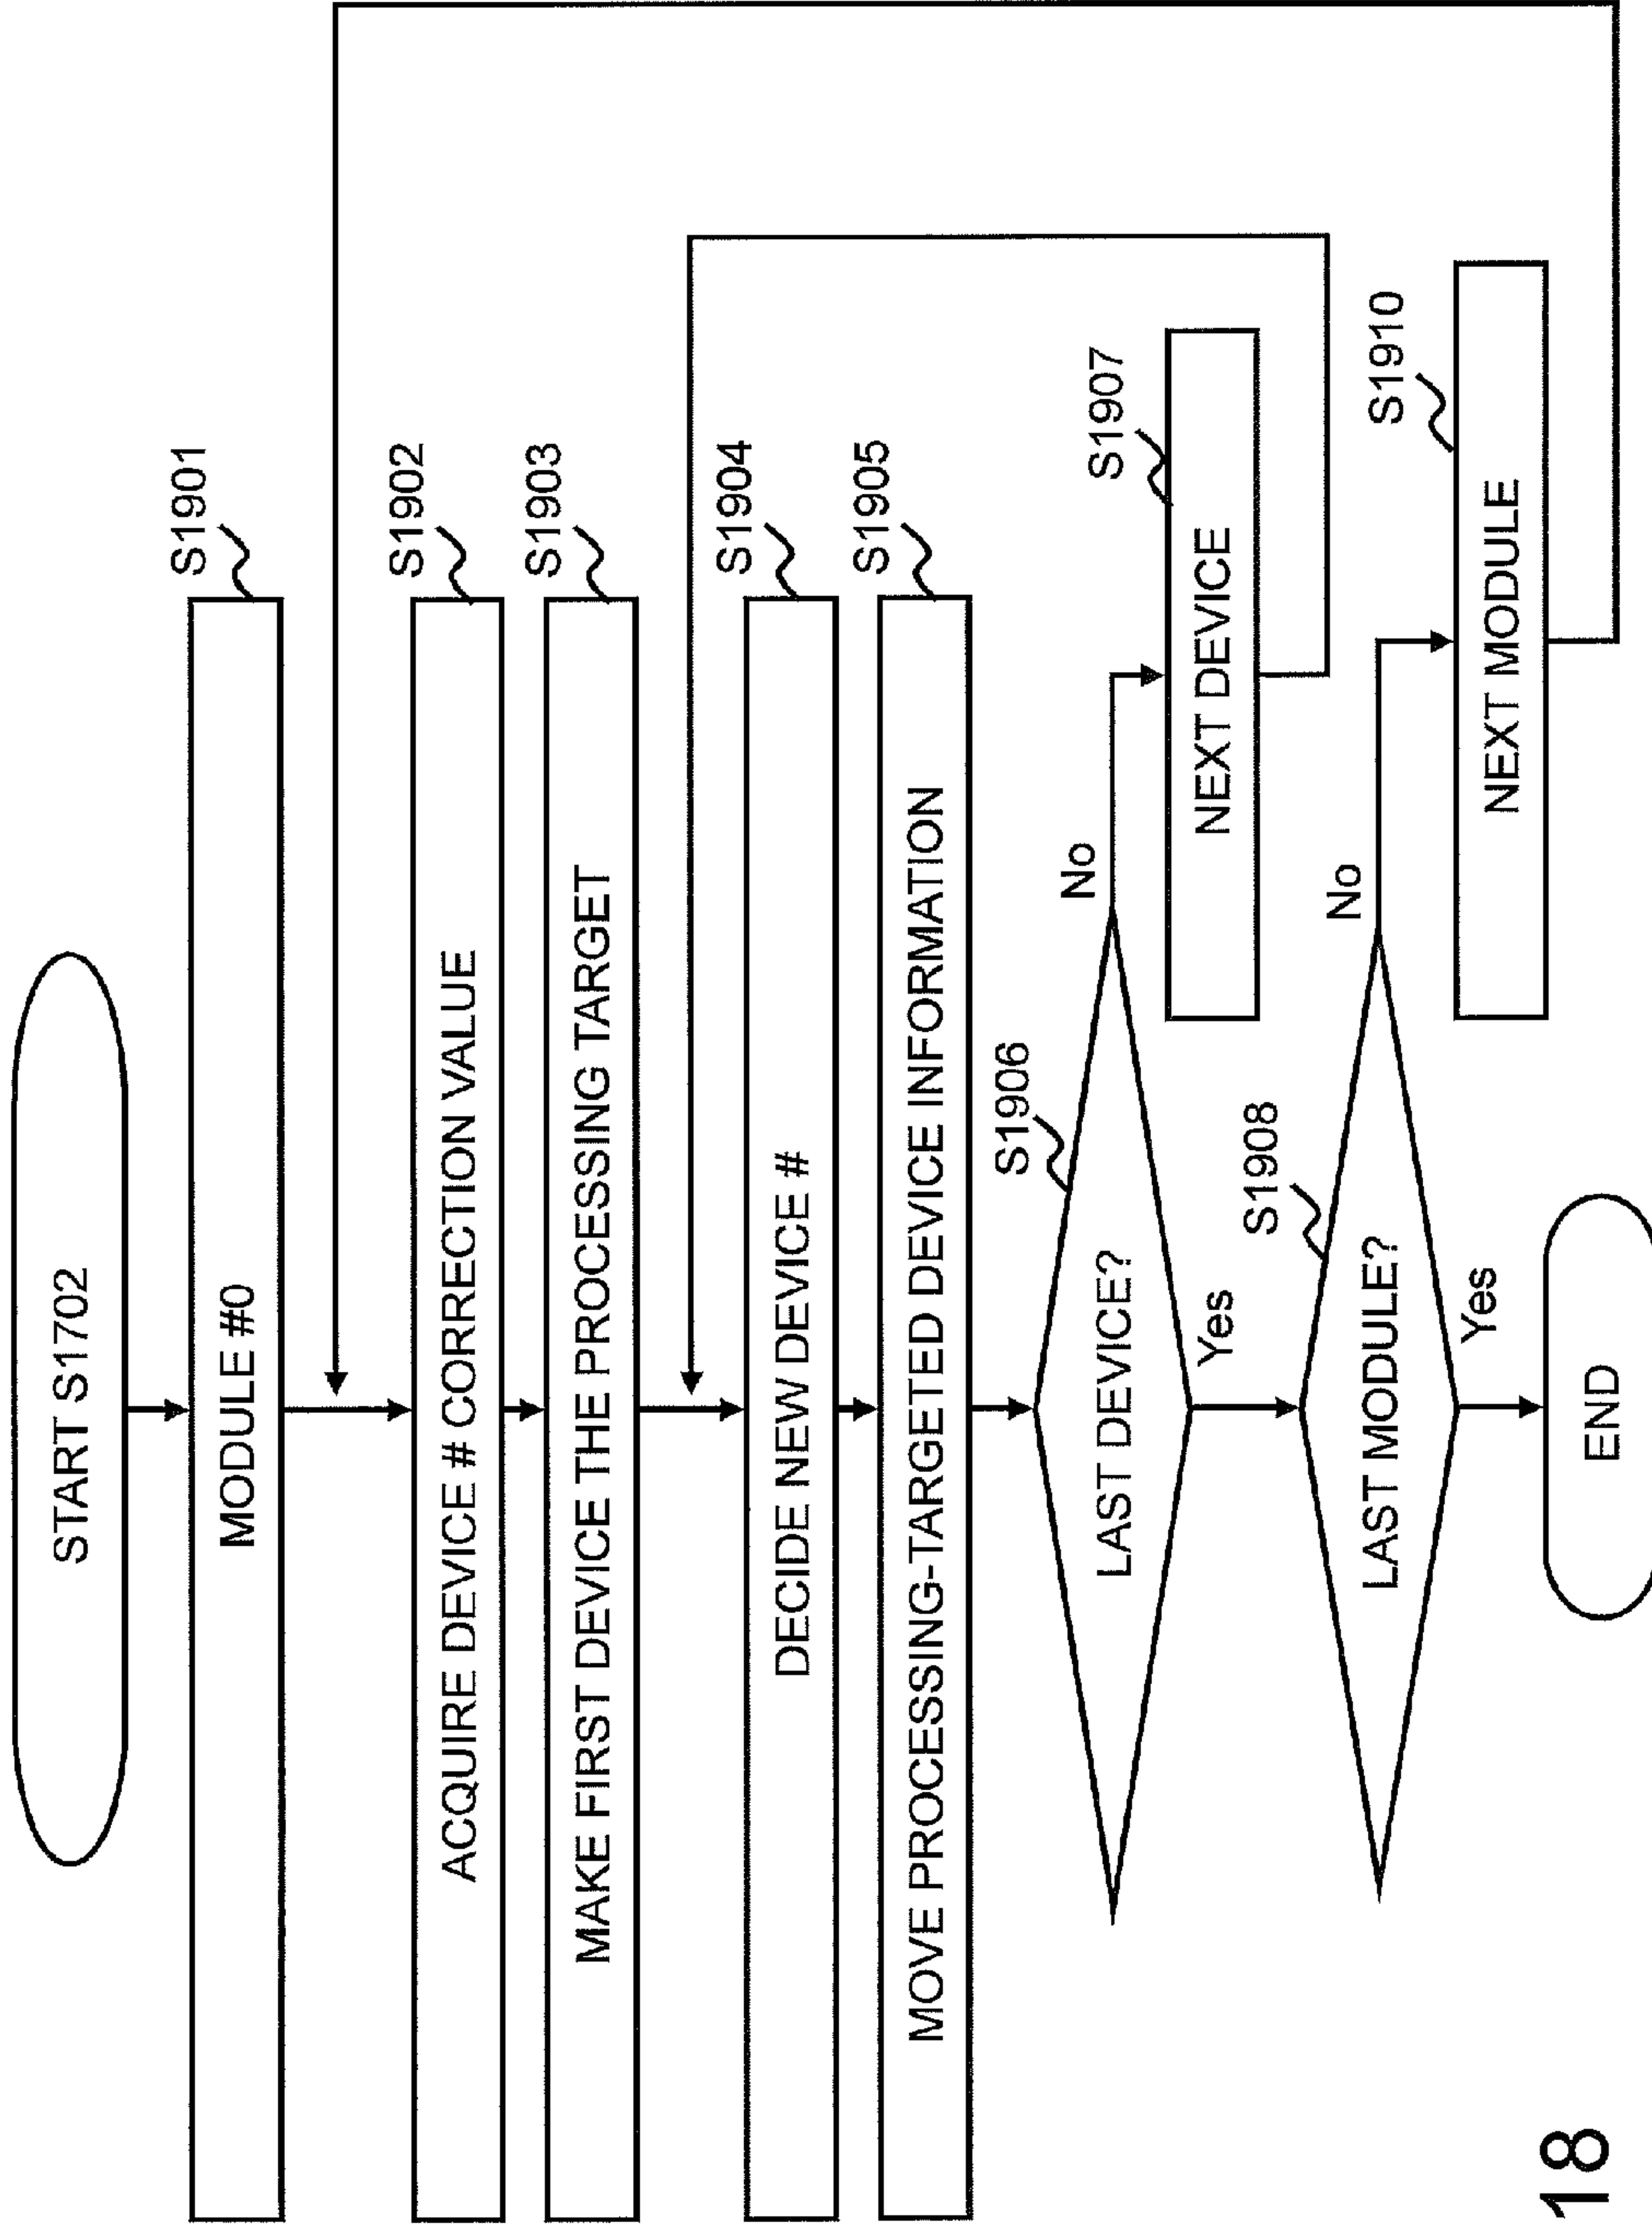 START S1702
S1901
MODULE #0
S1902
ACQUIRE DEVICE # CORRECTION VALUE
S1903
MAKE FIRST DEVICE THE PROCESSING TARGET
S1904
DECIDE NEW DEVICE #
S1905
MOVE PROCESSING-TARGETED DEVICE INFORMATION
S1906
LAST DEVICE?
No
S1907
NEXT DEVICE
Yes
S1908
LAST MODULE?
No
S1910
NEXT MODULE
Yes
END
18